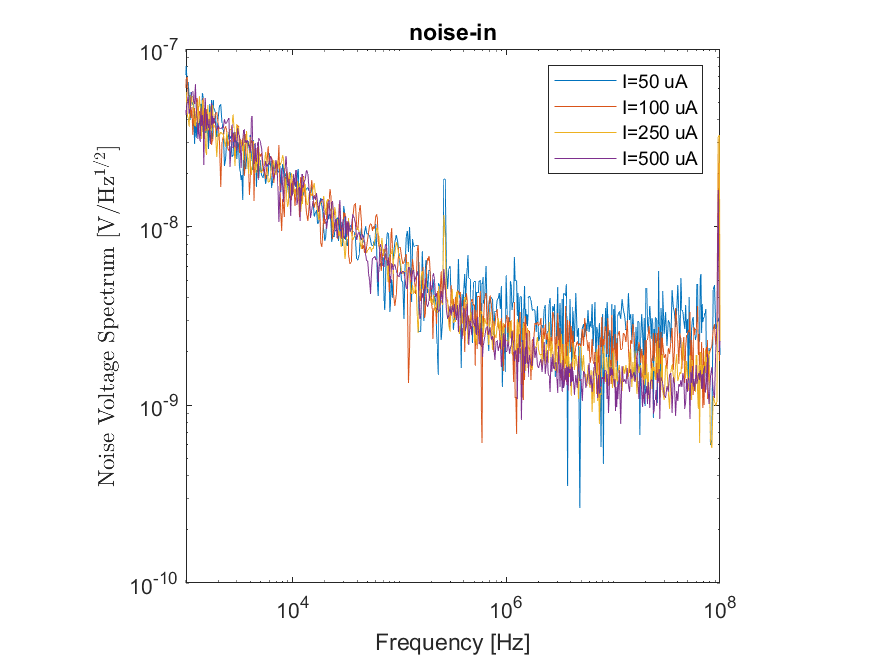 noise-in
10^-7
10^-8
10^-9
10^-10
Noise Voltage Spectrum [V/Hz^1/2]
I=50 uA
I=100 uA
I=250 uA
I=500 uA
10^4
10^6
10^8
Frequency [Hz]